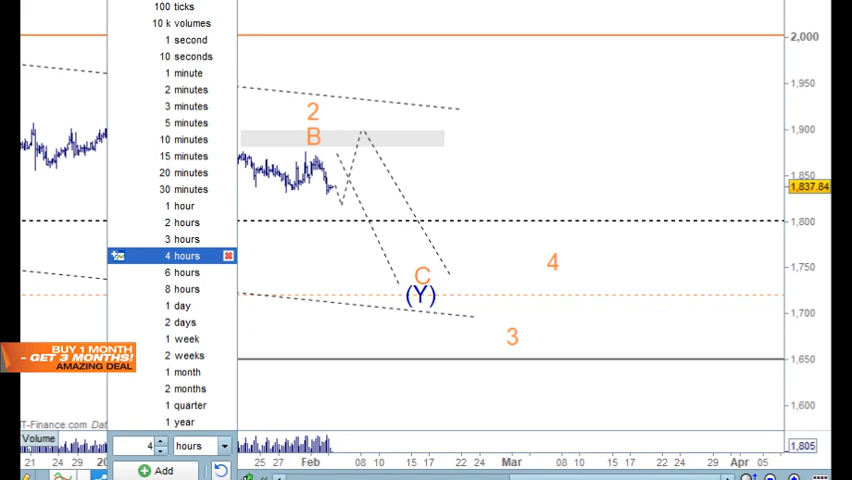 100 ticks
10 k volumes
1 second
10 seconds
1 minute
2 minutes
3 minutes
5 minutes
10 minutes
15 minutes
20 minutes
30 minutes
1 hour
2 hours
3 hours
4 hours
6 hours
8 hours
1 day
2 days
1 week
2 weeks
1 month
2 months
1 quarter
1 year
4 hours
Add
2
B
C
(Y)
4
3
2,000
1,950
1,900
1,850
1,837.84
1,800
1,750
1,700
1,650
1,600
1,805
BUY 1 MONTH
- GET 3 MONTHS!
AMAZING DEAL
IT-Finance.com
Volume
21 24 27 25 27 Feb 08 10 15 17 22 24 Mar 08 10 15 17 22 24 Apr 05